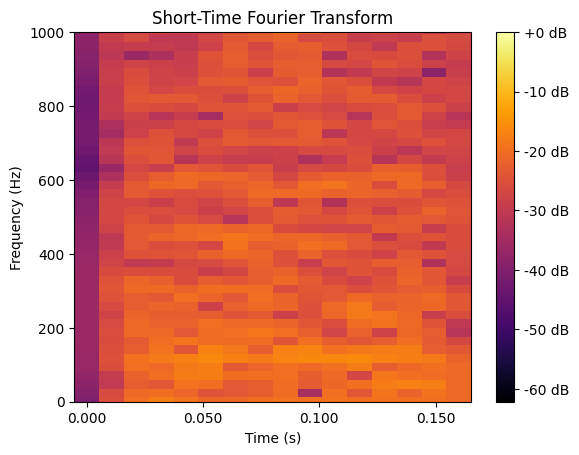 Short-Time Fourier Transform
1000
800
600
400
200
0
Frequency (Hz)
0.000
0.050
0.100
0.150
Time (s)
+0 dB
-10 dB
-20 dB
-30 dB
-40 dB
-50 dB
-60 dB